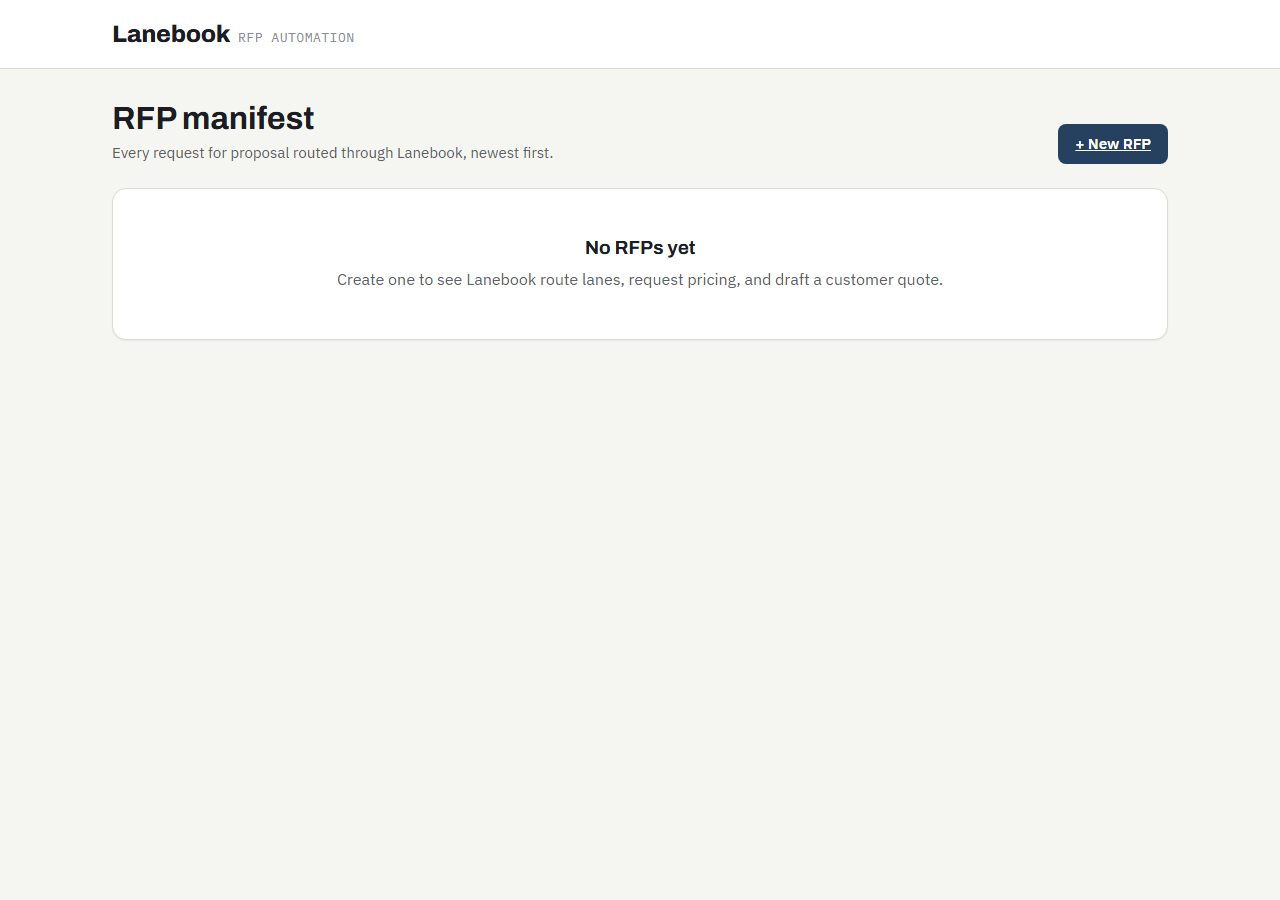 Lanebook RFP AUTOMATION
RFP manifest
Every request for proposal routed through Lanebook, newest first.
+ New RFP
No RFPs yet
Create one to see Lanebook route lanes, request pricing, and draft a customer quote.